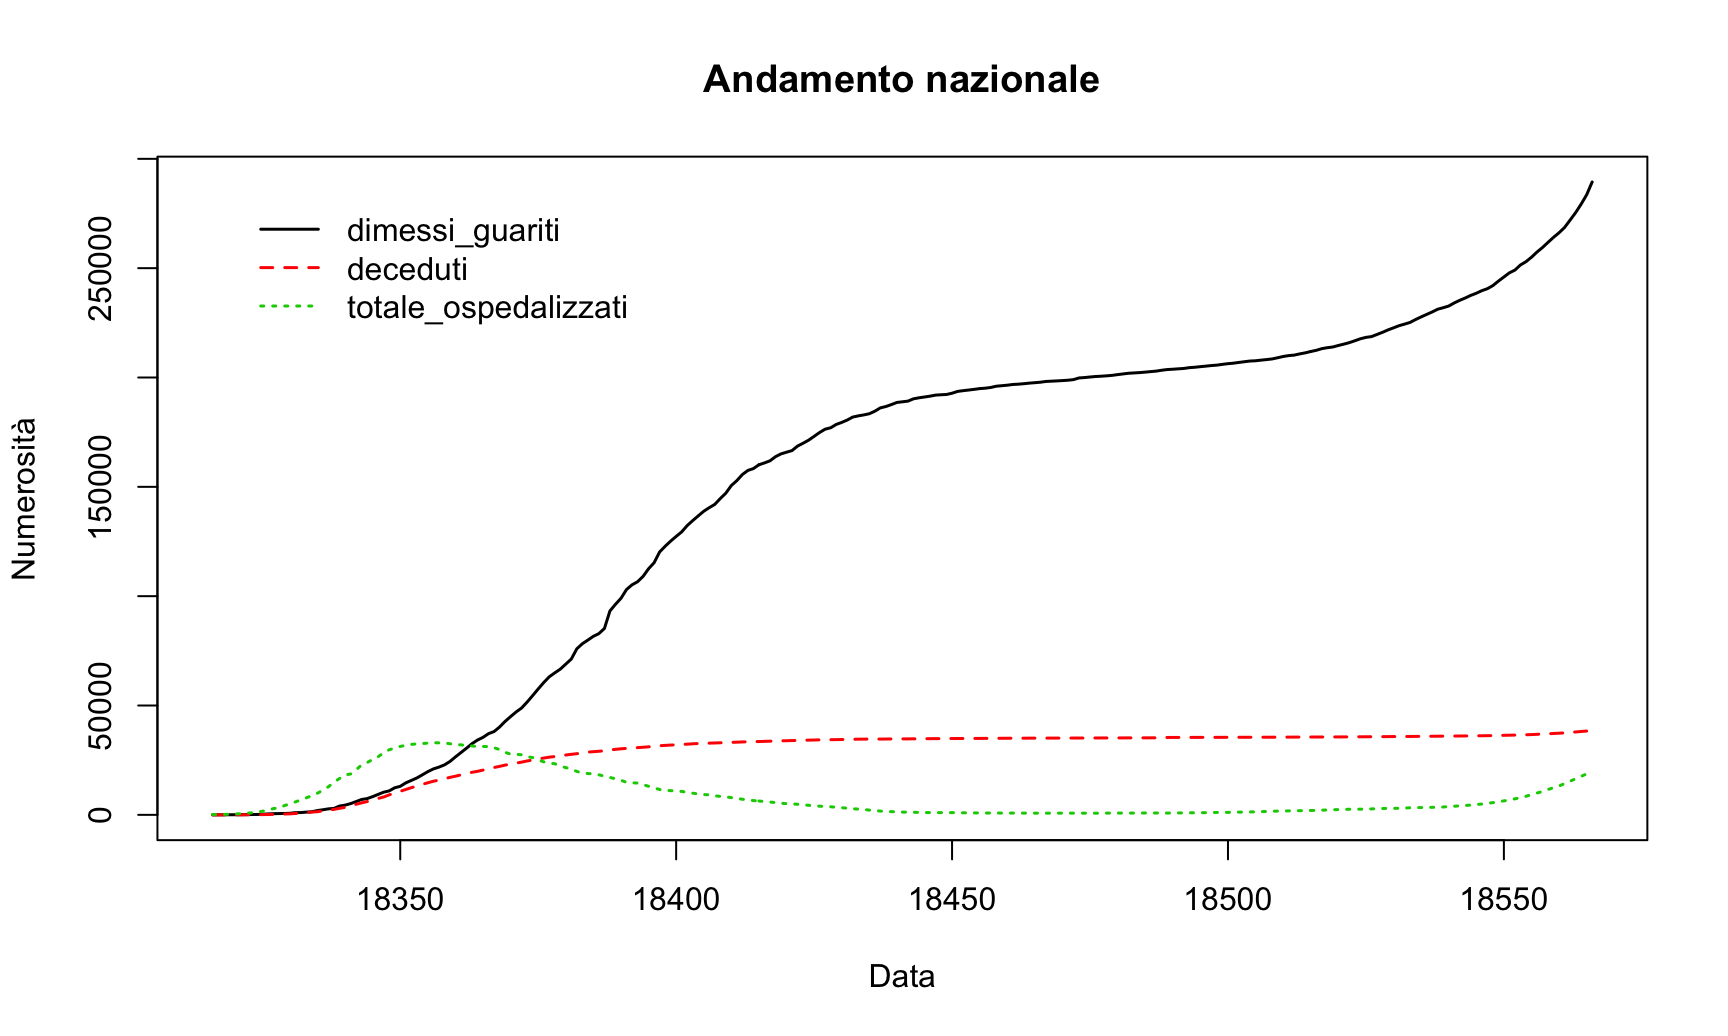 Andamento nazionale
dimessi_guariti
deceduti
totale_ospedalizzati
Numerosità
250000
150000
50000
0
18350 18400 18450 18500 18550
Data